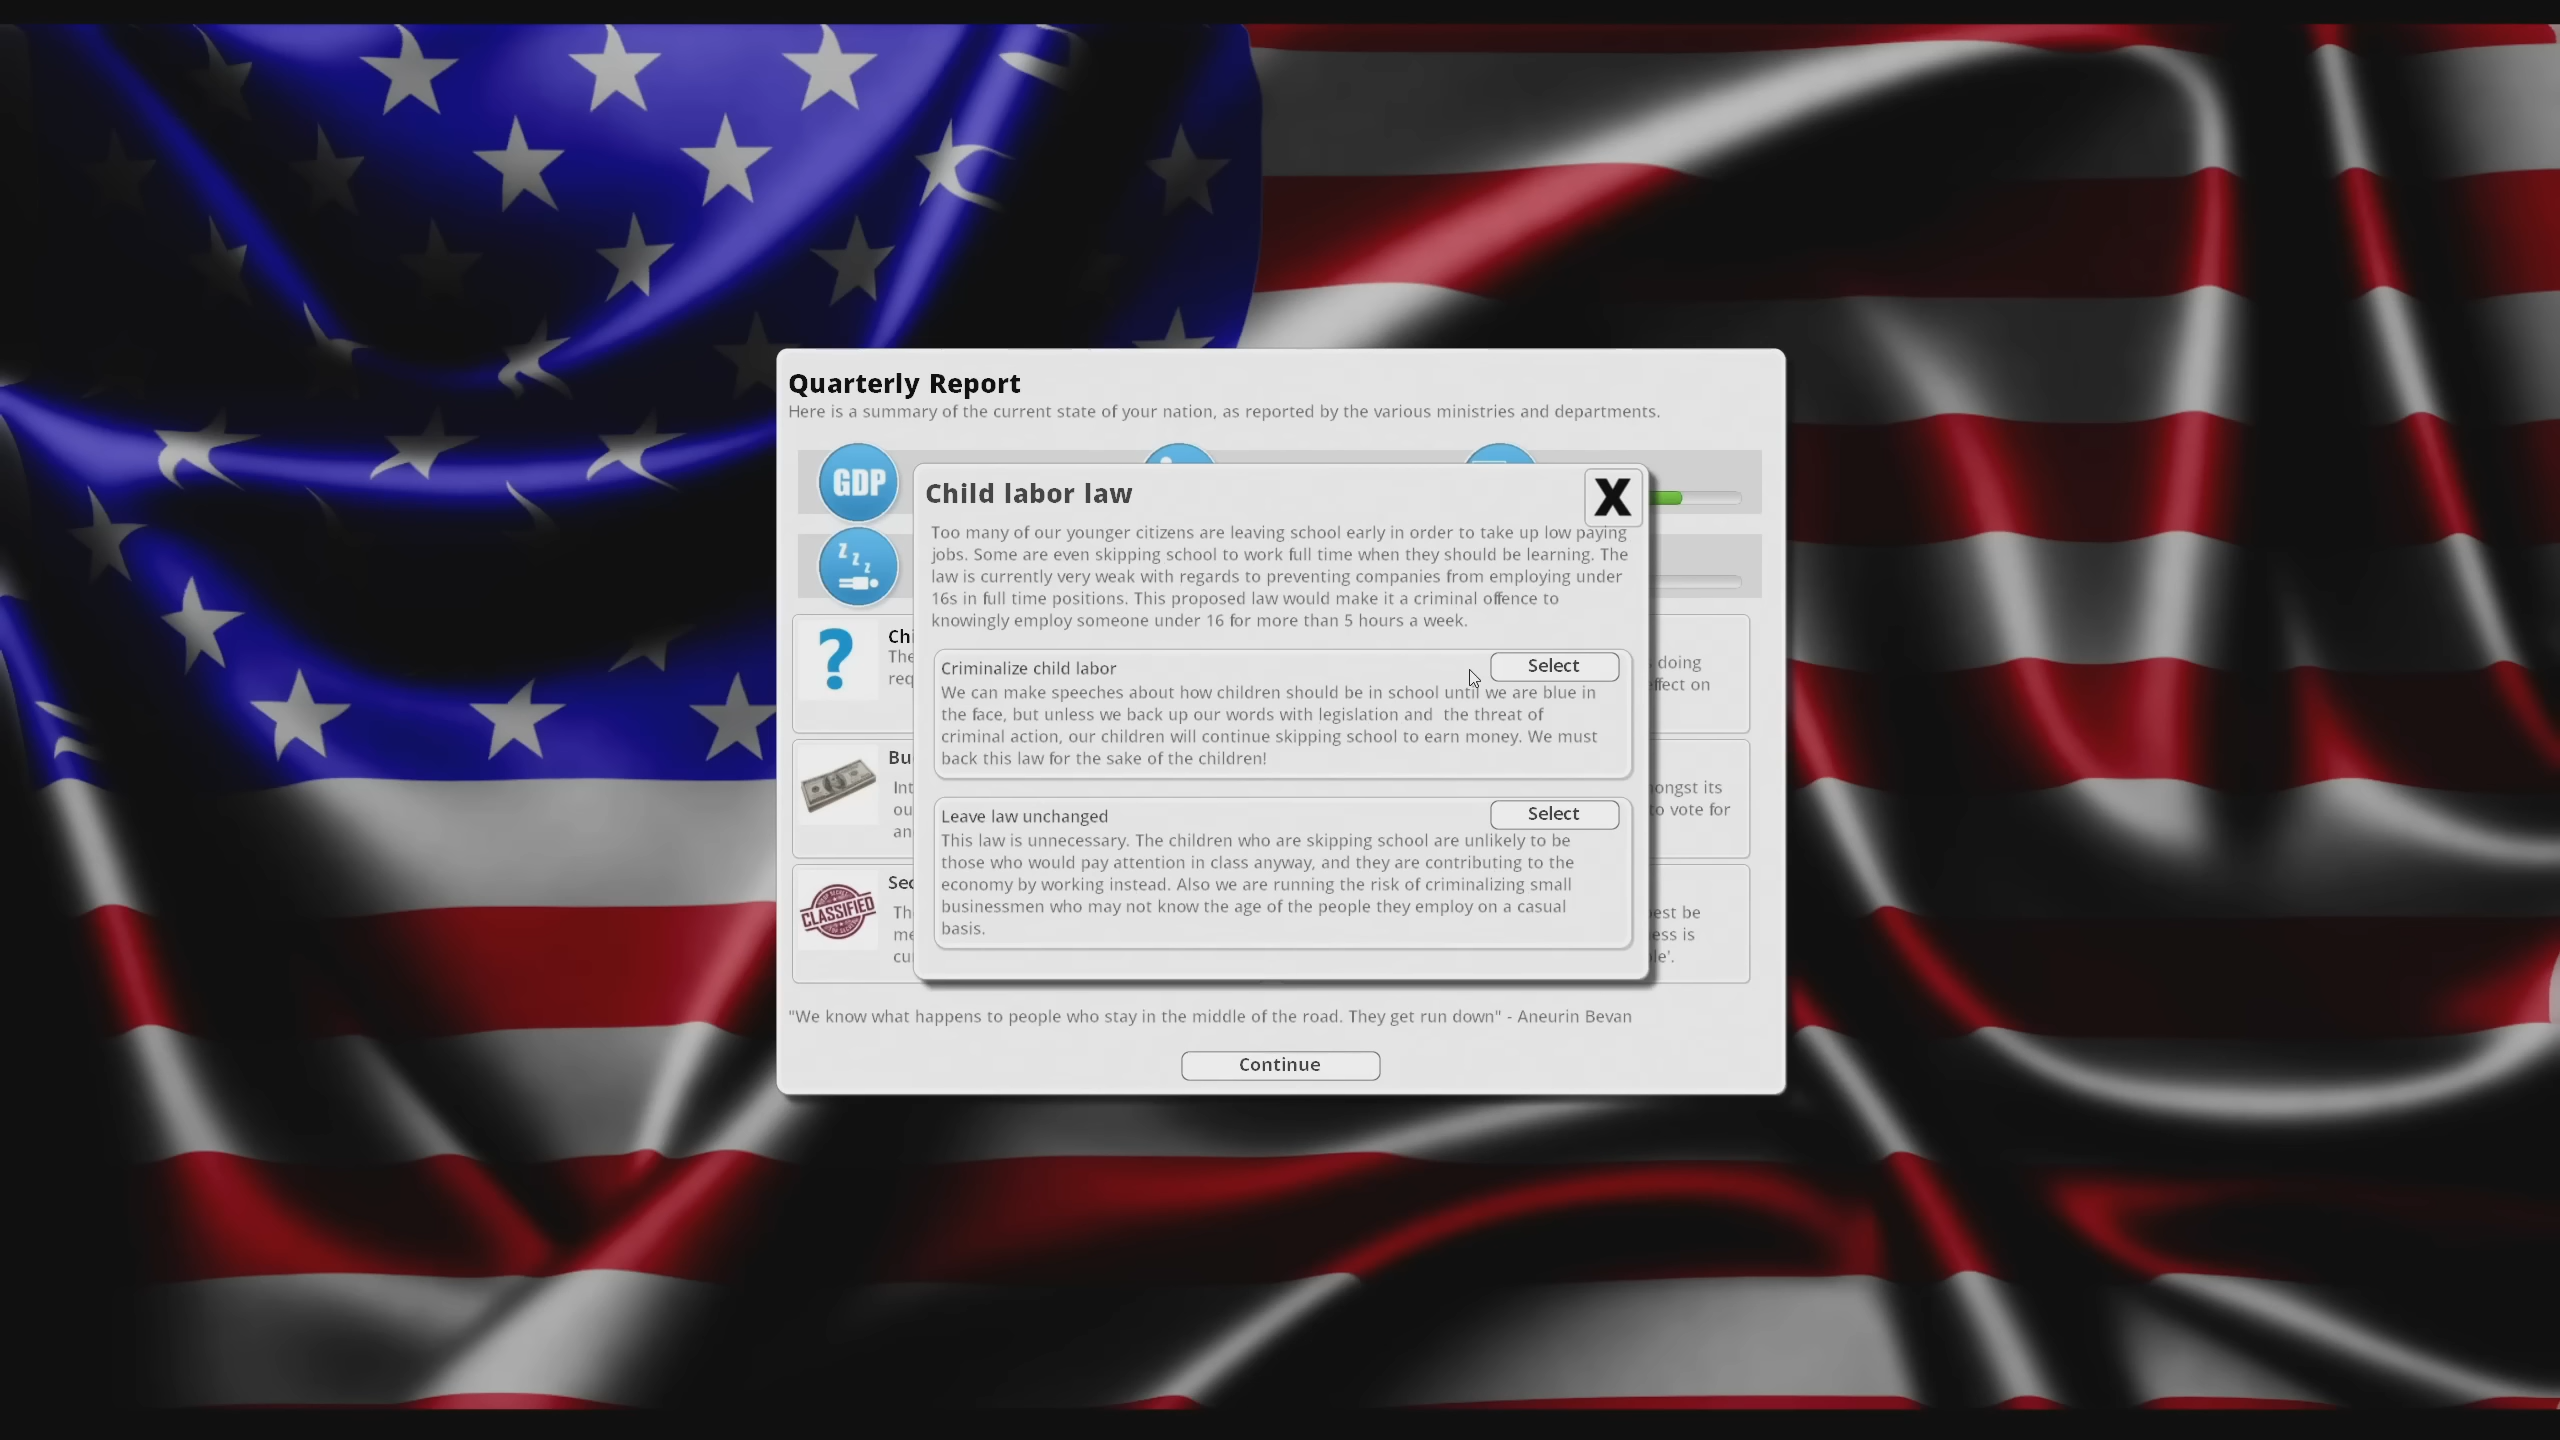 Quarterly Report
Here is a summary of the current state of your nation, as reported by the various ministries and departments.
GDP
Child labor law
X
Too many of our younger citizens are leaving school early in order to take up low paying
jobs. Some are even skipping school to work full time when they should be learning. The
law is currently very weak with regards to preventing companies from employing under
16s in full time positions. This proposed law would make it a criminal offence to
knowingly employ someone under 16 for more than 5 hours a week.
Criminalize child labor
Select
We can make speeches about how children should be in school until we are blue in
the face, but unless we back up our words with legislation and  the threat of
criminal action, our children will continue skipping school to earn money. We must
back this law for the sake of the children!
Leave law unchanged
Select
This law is unnecessary. The children who are skipping school are unlikely to be
those who would pay attention in class anyway, and they are contributing to the
economy by working instead. Also we are running the risk of criminalizing small
businessmen who may not know the age of the people they employ on a casual
basis.
doing
on
its
to vote for
be
is
CLASSIFIED
"We know what happens to people who stay in the middle of the road. They get run down" - Aneurin Bevan
Continue